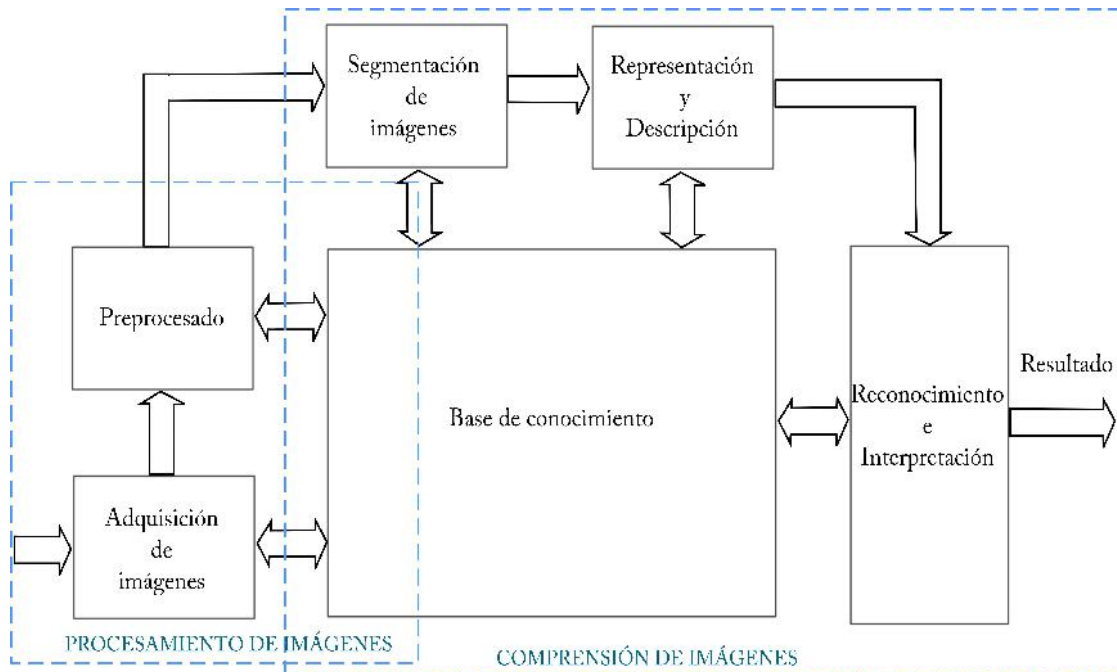 Segmentación
de
imágenes
Representación
y
Descripción
Preprocesado
Base de conocimiento
Resultado
Reconocimiento
e
Interpretación
Adquisición
de
imágenes
PROCESAMIENTO DE IMÁGENES
COMPRENSIÓN DE IMÁGENES